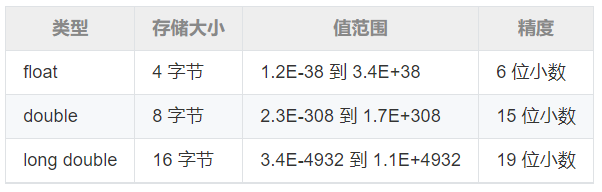 类型 存储大小 值范围 精度
float 4 字节 1.2E-38 到 3.4E+38 6 位小数
double 8 字节 2.3E-308 到 1.7E+308 15 位小数
long double 16 字节 3.4E-4932 到 1.1E+4932 19 位小数